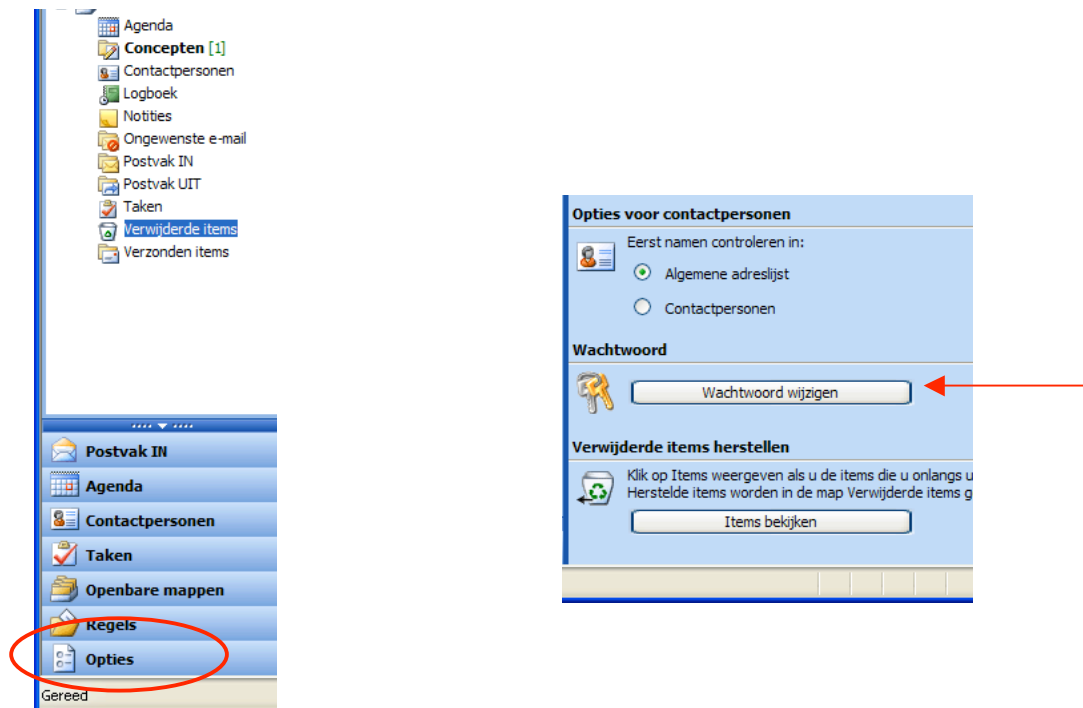 Agenda
Concepten [1]
Contactpersonen
Logboek
Notities
Ongewenste e-mail
Postvak IN
Postvak UIT
Taken
Verwijderde items
Verzonden items
Postvak IN
Agenda
Contactpersonen
Taken
Openbare mappen
Regels
Opties
Gereed
Opties voor contactpersonen
Eerst namen controleren in:
Algemene adreslijst
Contactpersonen
Wachtwoord
Wachtwoord wijzigen
Verwijderde items herstellen
Klik op Items weergeven als u de items die u onlangs u
Herstelde items worden in de map Verwijderde items g
Items bekijken